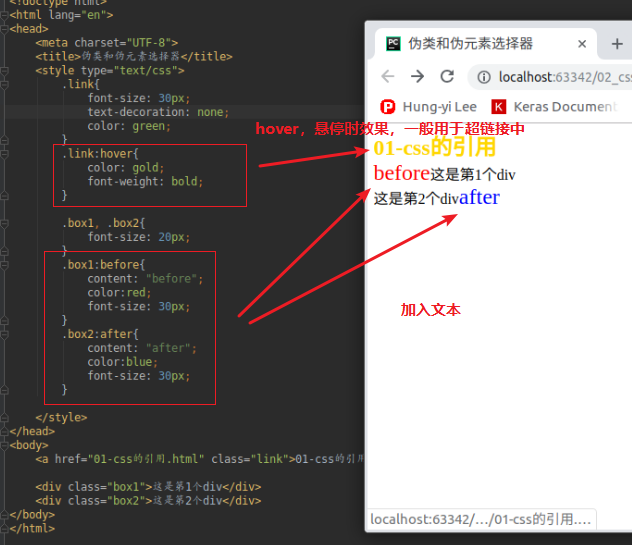 <!doctype html>
<html lang="en">
<head>
<meta charset="UTF-8">
<title>伪类和伪元素选择器</title>
<style type="text/css">
.link{
font-size: 30px;
text-decoration: none;
color: green;
}
.link:hover{
color: gold;
font-weight: bold;
}
.box1, .box2{
font-size: 20px;
}
.box1:before{
content: "before";
color:red;
font-size: 30px;
}
.box2:after{
content: "after";
color:blue;
font-size: 30px;
}
</style>
</head>
<body>
<a href="01-css的引用.html" class="link">01-css的引用
<div class="box1">这是第1个div</div>
<div class="box2">这是第2个div</div>
</body>
</html>
PC
伪类和伪元素选择器
localhost:63342/02_cs
Hung-yi Lee
K Keras Document
hover，悬停时效果，一般用于超链接中
01-css的引用
before这是第1个div
这是第2个divafter
加入文本
localhost:63342/…/01-css的引用.…